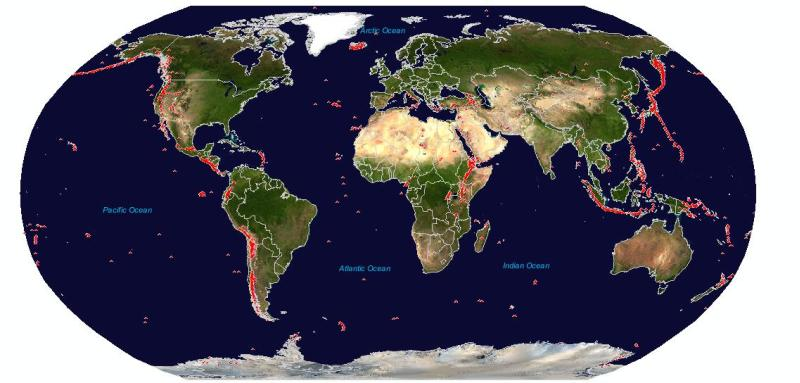 Arctic Ocean
Pacific Ocean
Atlantic Ocean
Indian Ocean